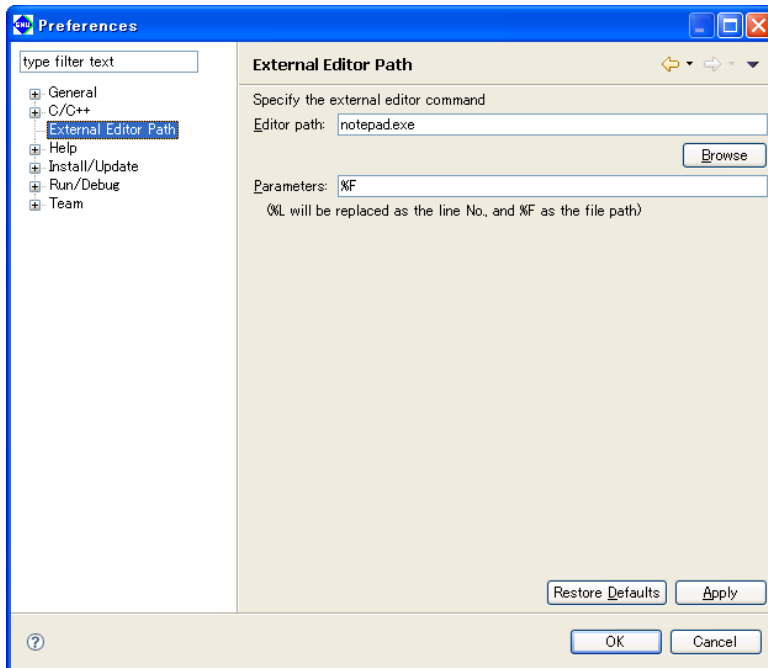 Preferences
type filter text
General
C/C++
External Editor Path
Help
Install/Update
Run/Debug
Team
External Editor Path
Specify the external editor command
Editor path: notepad.exe
Browse
Parameters: %F
(%L will be replaced as the line No., and %F as the file path)
Restore Defaults Apply
OK Cancel